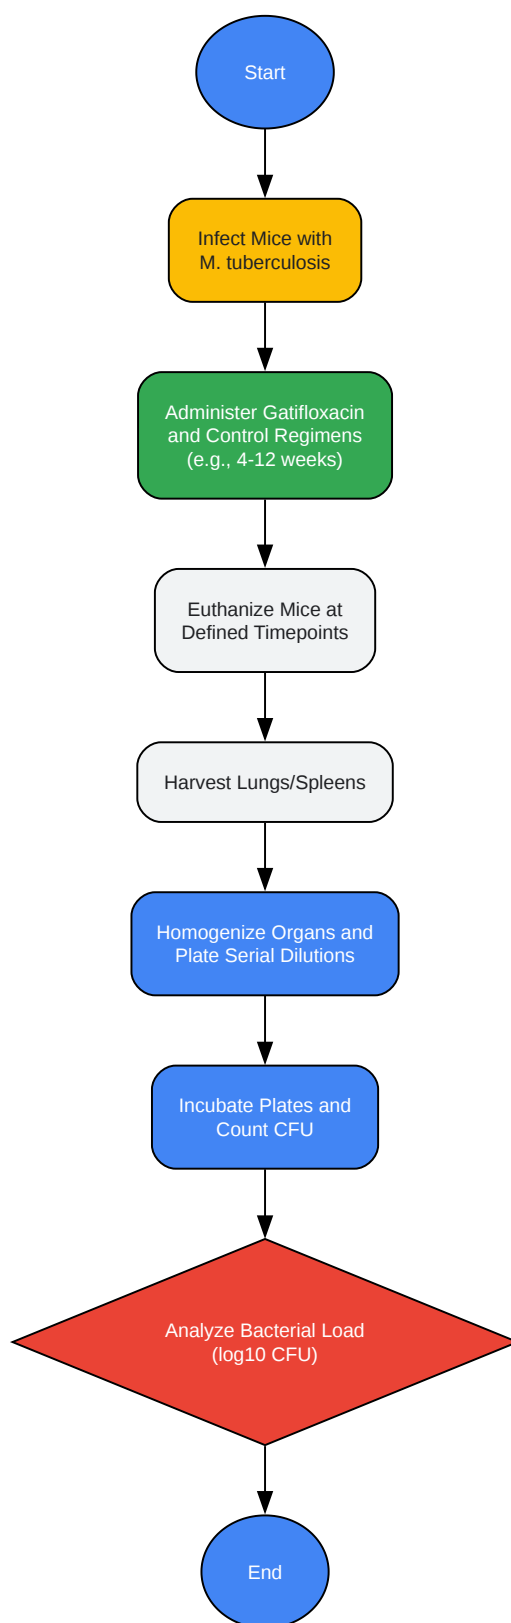 Start
Infect Mice with
M. tuberculosis
Administer Gatifloxacin
and Control Regimens
(e.g., 4-12 weeks)
Euthanize Mice at
Defined Timepoints
Harvest Lungs/Spleens
Homogenize Organs and
Plate Serial Dilutions
Incubate Plates and
Count CFU
Analyze Bacterial Load
(log10 CFU)
End